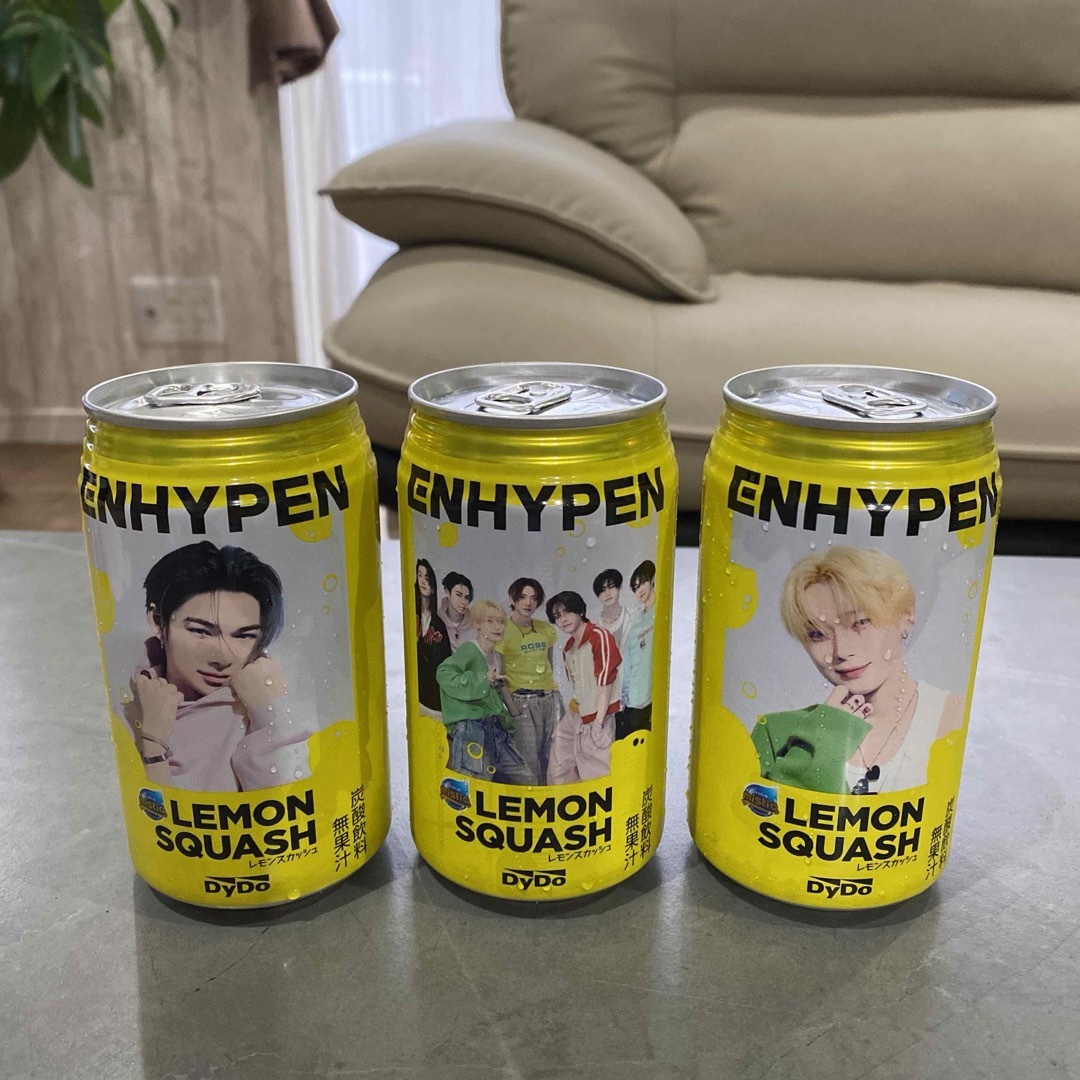 ENHYPEN
LEMON
SQUASH
レモンスカッシュ
炭酸飲料
無果汁
DyDo
ENHYPEN
LEMON
SQUASH
レモンスカッシュ
炭酸飲料
無果汁
DyDo
ENHYPEN
LEMON
SQUASH
レモンスカッシュ
炭酸飲料
無果汁
DyDo